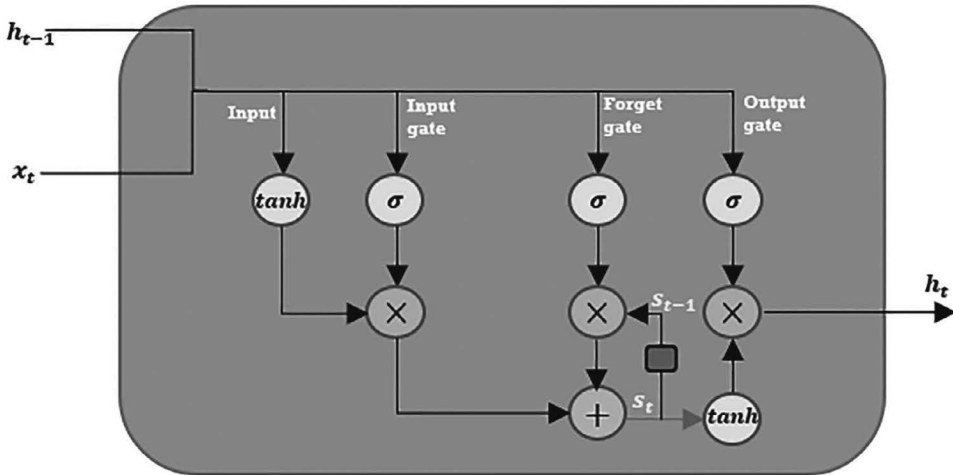 h_{t-1}
x_t
Input
Input
gate
Forget
gate
Output
gate
tanh
σ
σ
σ
×
×
×
s_{t-1}
h_t
+
s_t
tanh